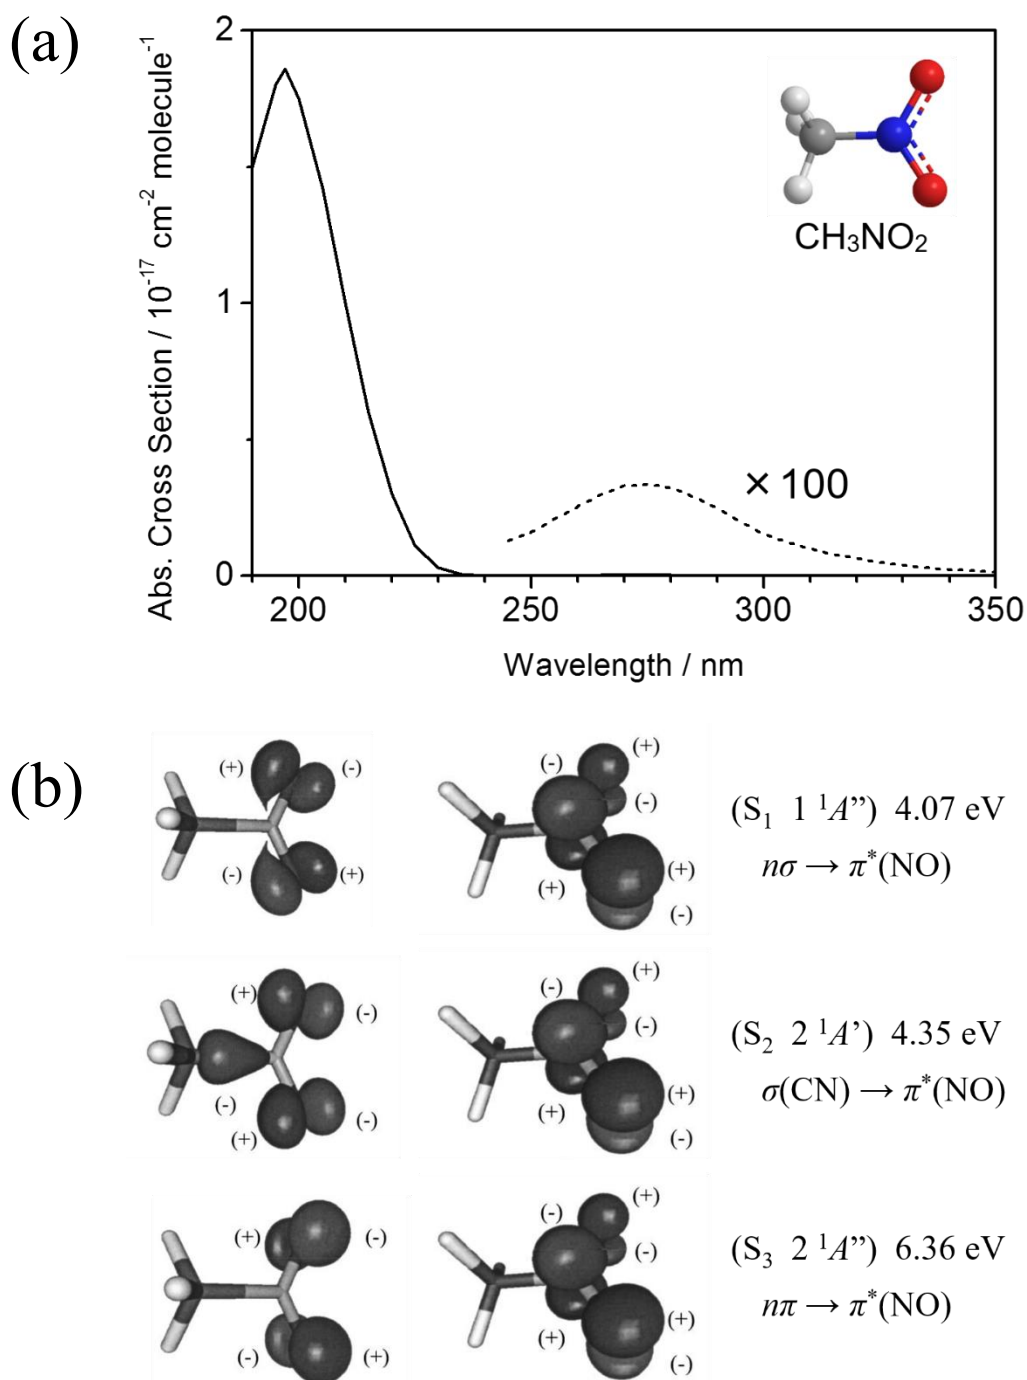 (a)
Abs. Cross Section / 10⁻¹⁷ cm⁻² molecule⁻¹
2
1
0
CH₃NO₂
× 100
200 250 300 350
Wavelength / nm
(b)
(+) (-)
(-) (+)
(-) (+)
(-)
(+) (+)
(-)
(S₁ 1 ¹A”) 4.07 eV
nσ → π*(NO)
(+) (-)
(-) (-)
(+)
(-) (+)
(-)
(+) (+)
(-)
(S₂ 2 ¹A’) 4.35 eV
σ(CN) → π*(NO)
(+) (-)
(-) (+)
(-) (+)
(-)
(+) (+)
(-)
(S₃ 2 ¹A”) 6.36 eV
nπ → π*(NO)